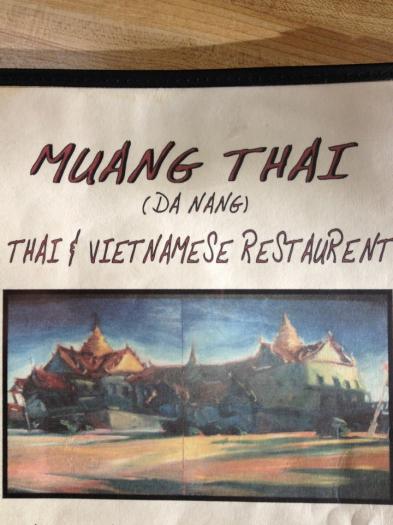 MUANG THAI
(DA NANG)
THAI & VIETNAMESE RESTAURENT